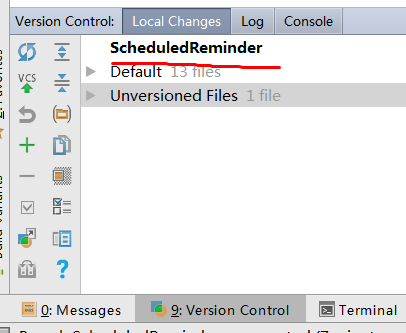 Version Control: Local Changes Log Console
ScheduledReminder
Default 13 files
VCS
Unversioned Files 1 file
0: Messages 9: Version Control Terminal